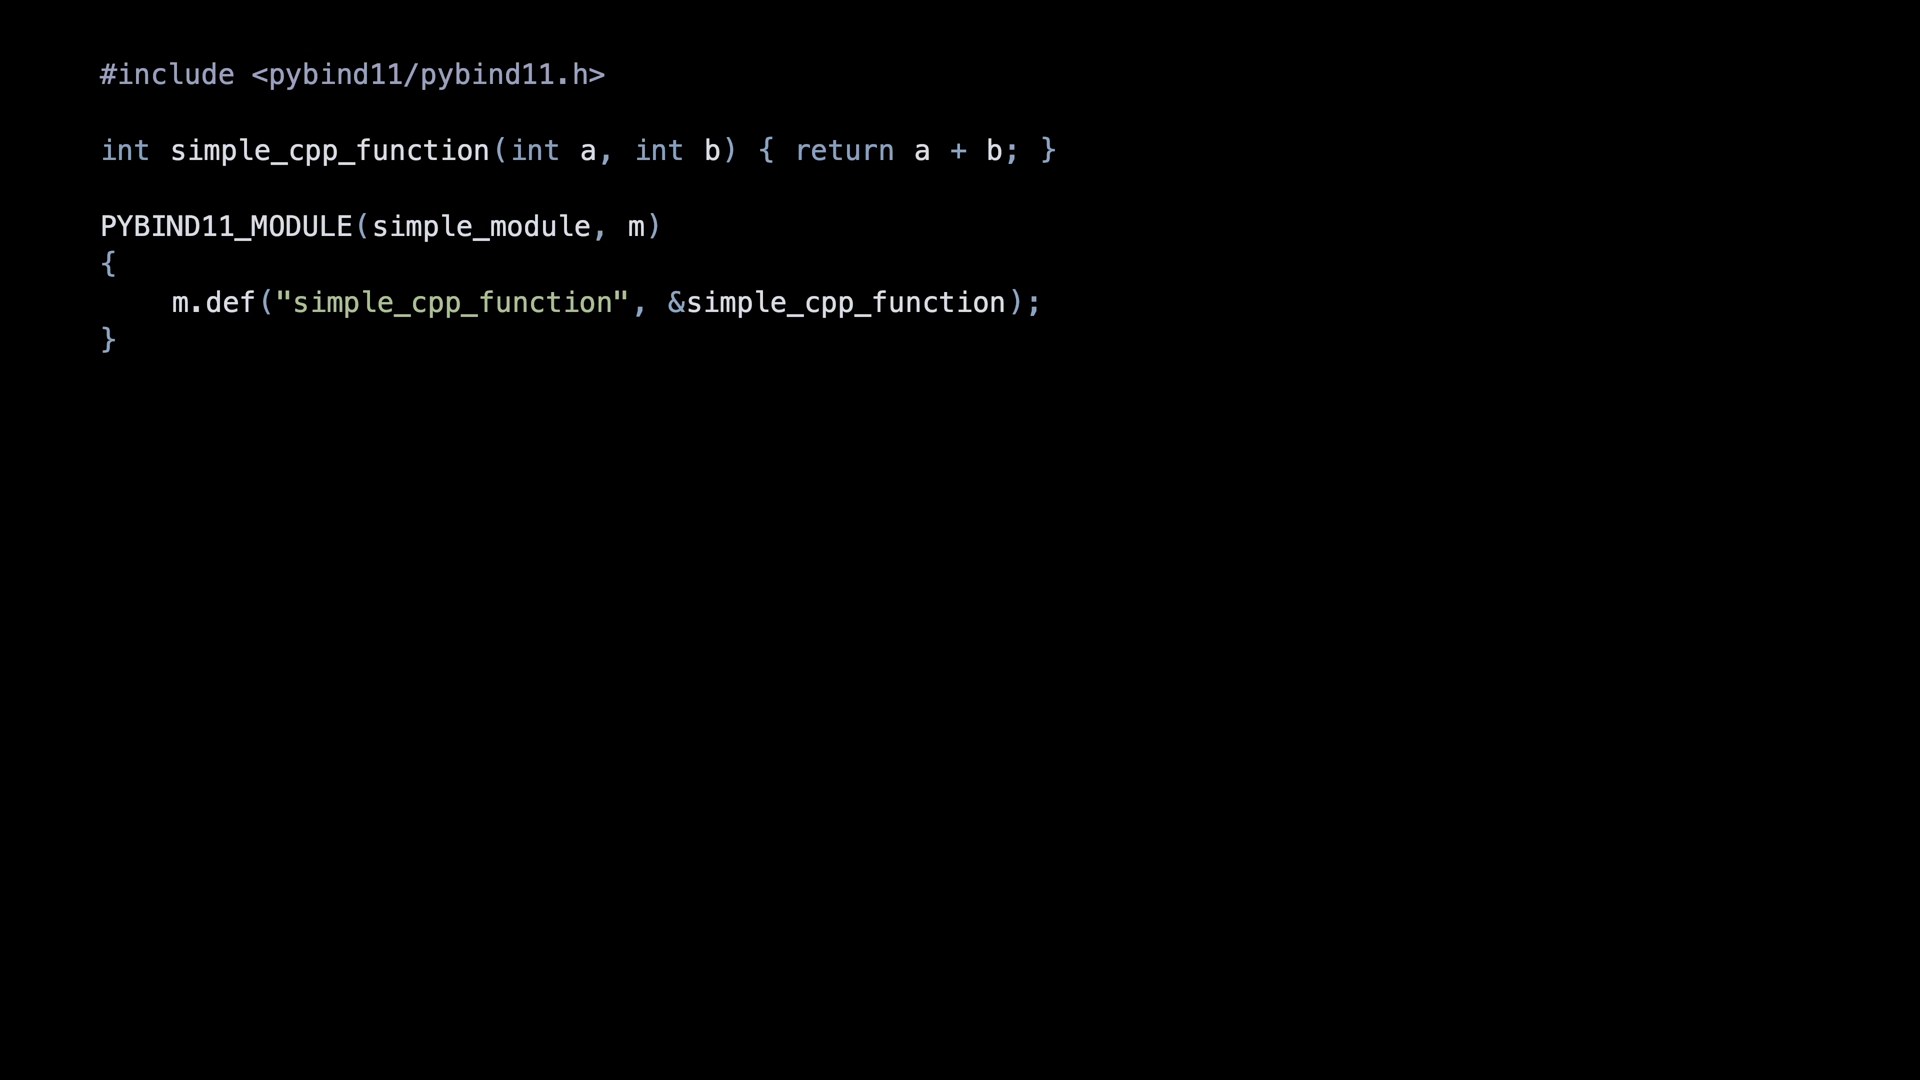 #include <pybind11/pybind11.h>
int simple_cpp_function(int a, int b) { return a + b; }
PYBIND11_MODULE(simple_module, m)
{
    m.def("simple_cpp_function", &simple_cpp_function);
}